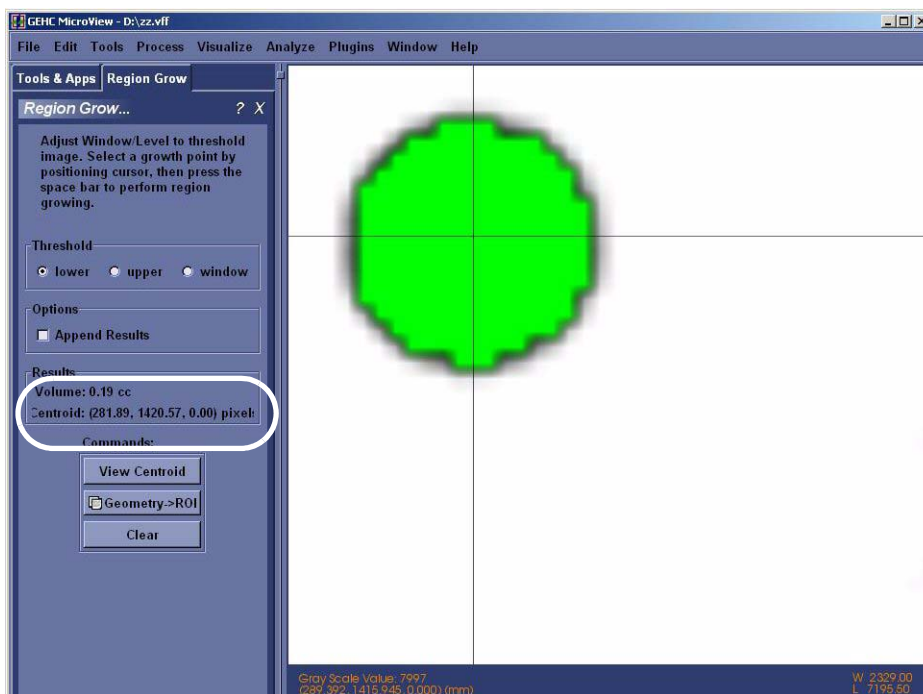 GEHC MicroView - D:\zz.vff
File Edit Tools Process Visualize Analyze Plugins Window Help
Tools & Apps Region Grow
Region Grow... ? X
Adjust Window/Level to threshold
image. Select a growth point by
positioning cursor, then press the
space bar to perform region
growing.
Threshold
lower upper window
Options
Append Results
Results
Volume: 0.19 cc
Centroid: (281.89, 1420.57, 0.00) pixels
Commands:
View Centroid
Geometry->ROI
Clear
Gray Scale Value: 7997
(289.392, 1415.945, 0.000) (mm)
W 2329.00
L 7195.50